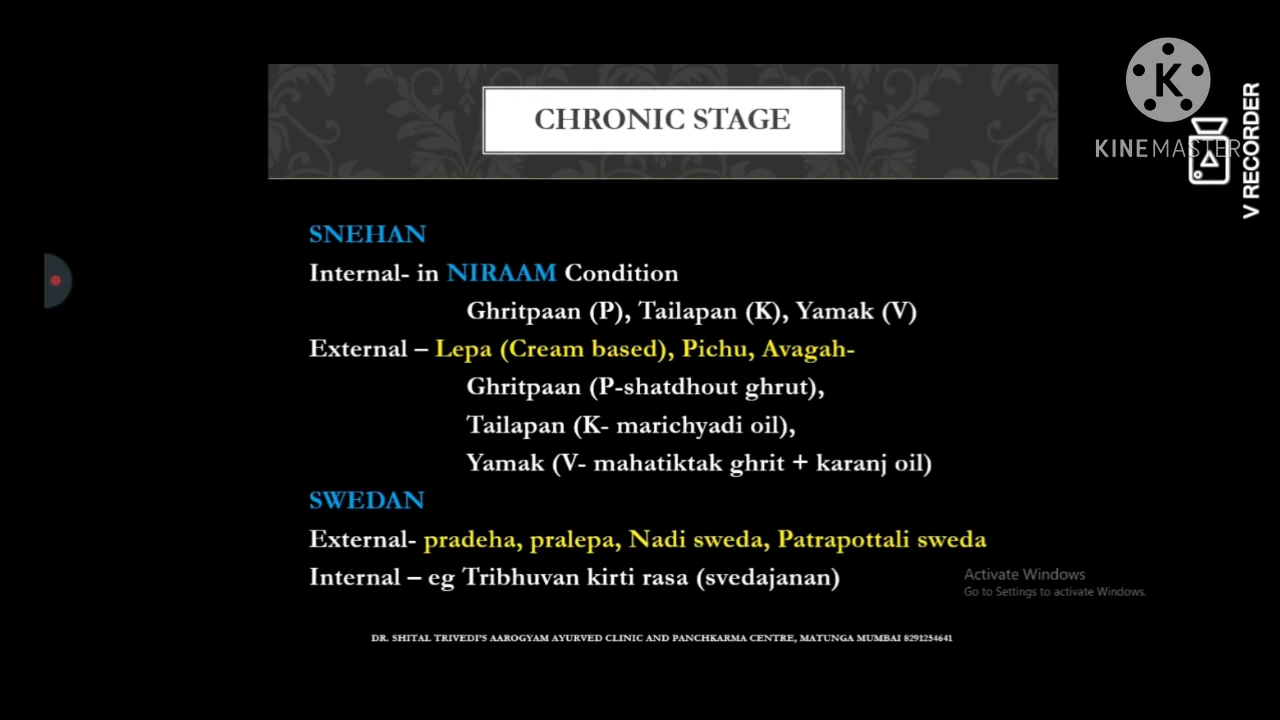 CHRONIC STAGE
K
KINEMASTER
V RECORDER
SNEHAN
Internal- in NIRAAM Condition
Ghritpaan (P), Tailapan (K), Yamak (V)
External – Lepa (Cream based), Pichu, Avagah-
Ghritpaan (P-shatdhout ghrut),
Tailapan (K- marichyadi oil),
Yamak (V- mahatiktak ghrit + karanj oil)
SWEDAN
External- pradeha, pralepa, Nadi sweda, Patrapottali sweda
Internal – eg Tribhuvan kirti rasa (svedajanan)
Activate Windows
Go to Settings to activate Windows.
DR. SHITAL TRIVEDI'S AAROGYAM AYURVED CLINIC AND PANCHKARMA CENTRE, MATUNGA MUMBAI 8291254641